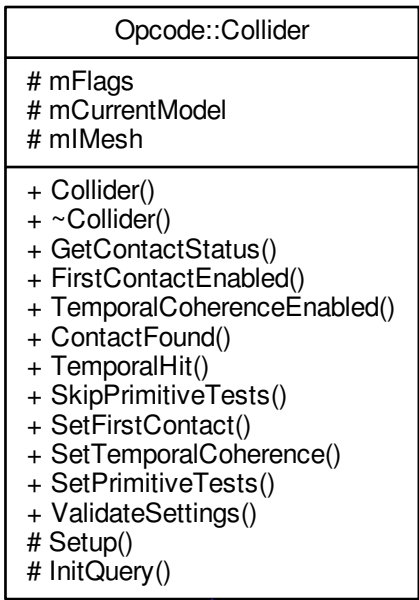 Opcode::Collider
# mFlags
# mCurrentModel
# mIMesh
+ Collider()
+ ~Collider()
+ GetContactStatus()
+ FirstContactEnabled()
+ TemporalCoherenceEnabled()
+ ContactFound()
+ TemporalHit()
+ SkipPrimitiveTests()
+ SetFirstContact()
+ SetTemporalCoherence()
+ SetPrimitiveTests()
+ ValidateSettings()
# Setup()
# InitQuery()